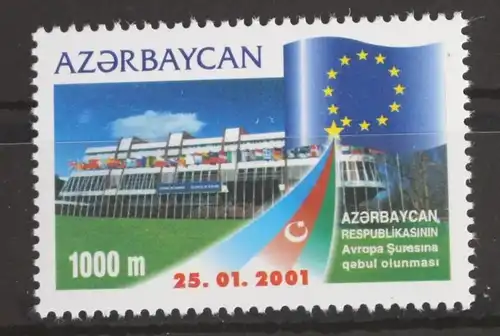 AZƏRBAYCAN
AZƏRBAYCAN
RESPUBLİKASININ
Avropa Şurasına
qəbul olunması
1000 m
25. 01. 2001